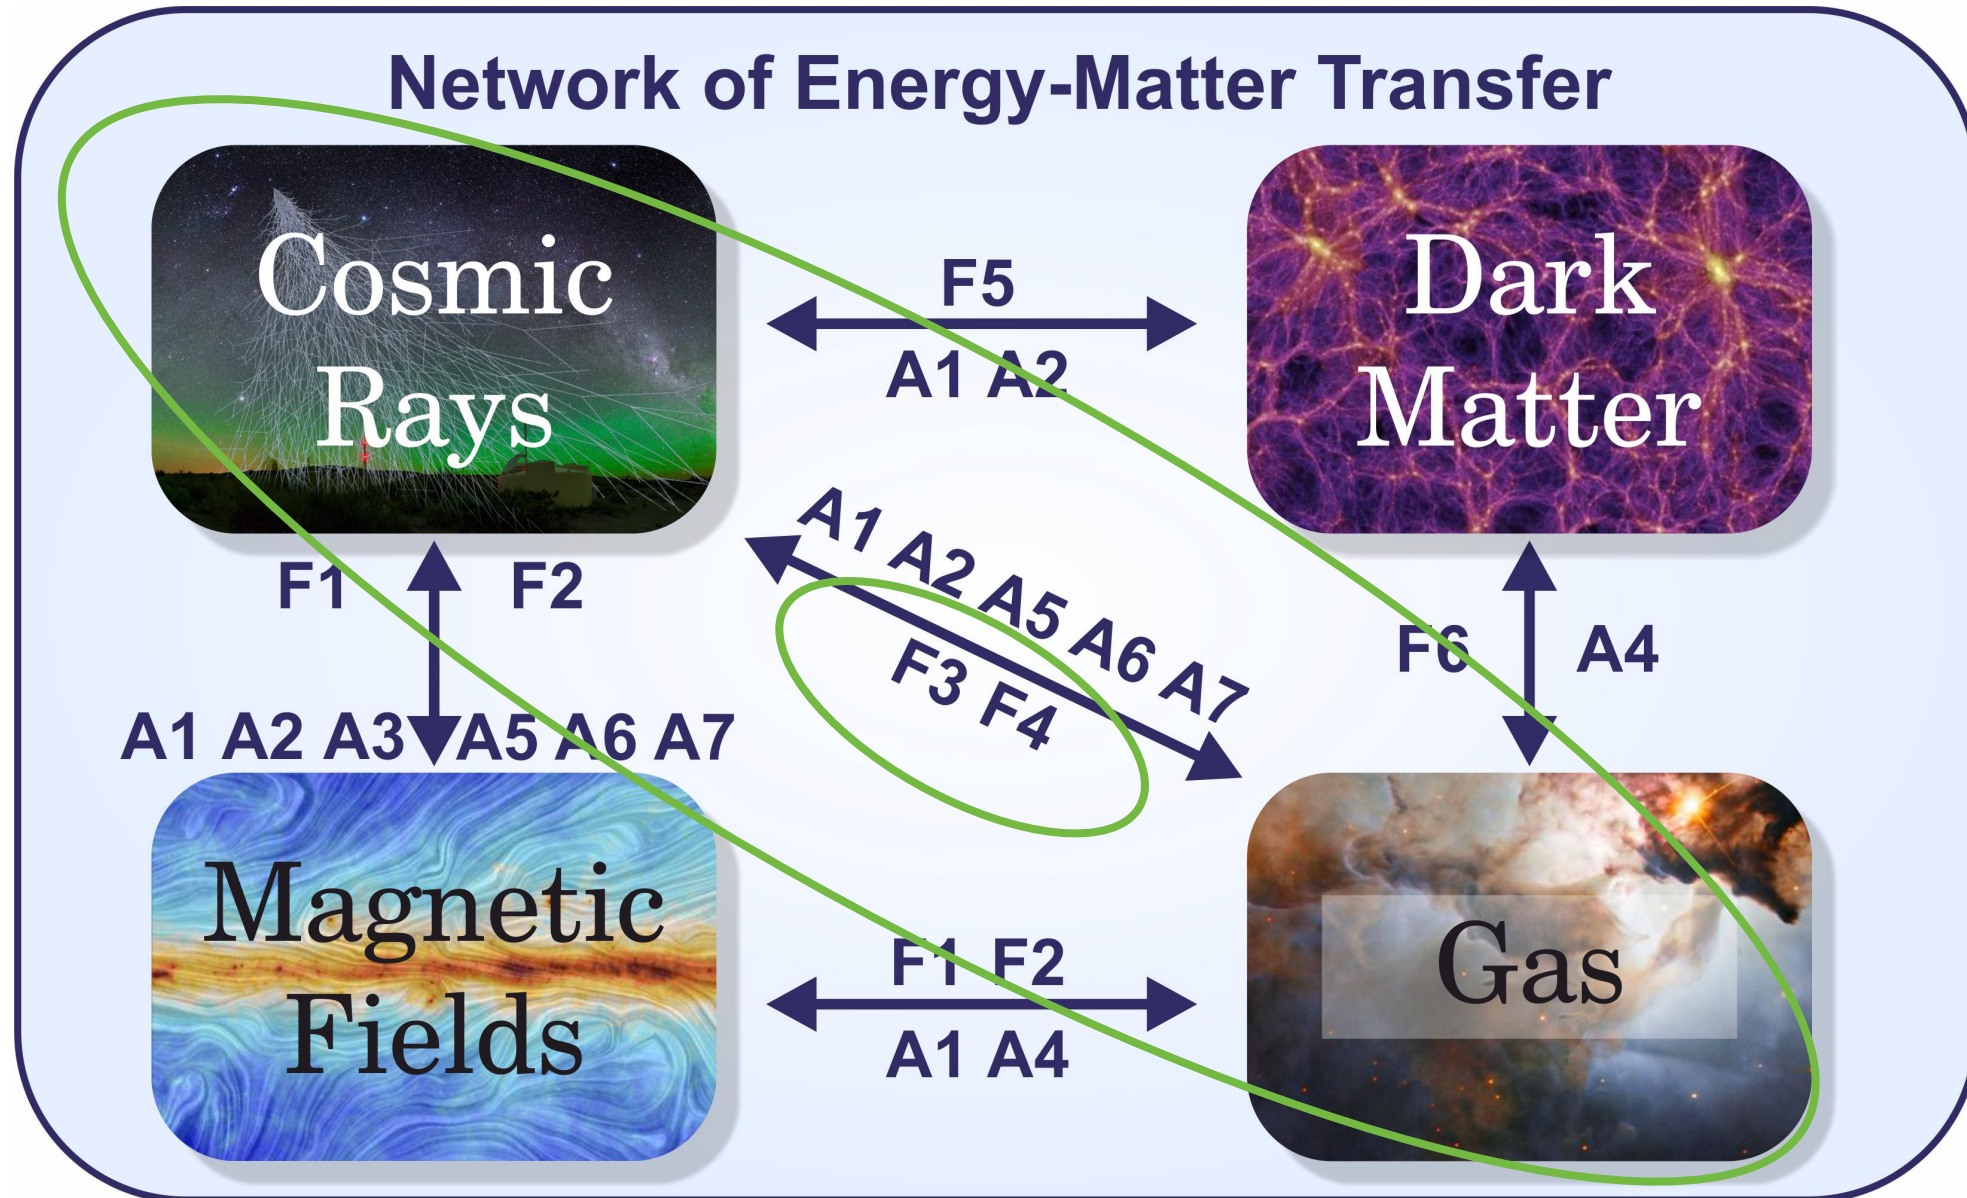 Network of Energy-Matter Transfer
Cosmic
Rays
F5
A1 A2
Dark
Matter
A1 A2 A5 A6 A7
F3 F4
F1 F2
A1 A2 A3 A5 A6 A7
F6 A4
Magnetic
Fields
F1 F2
A1 A4
Gas